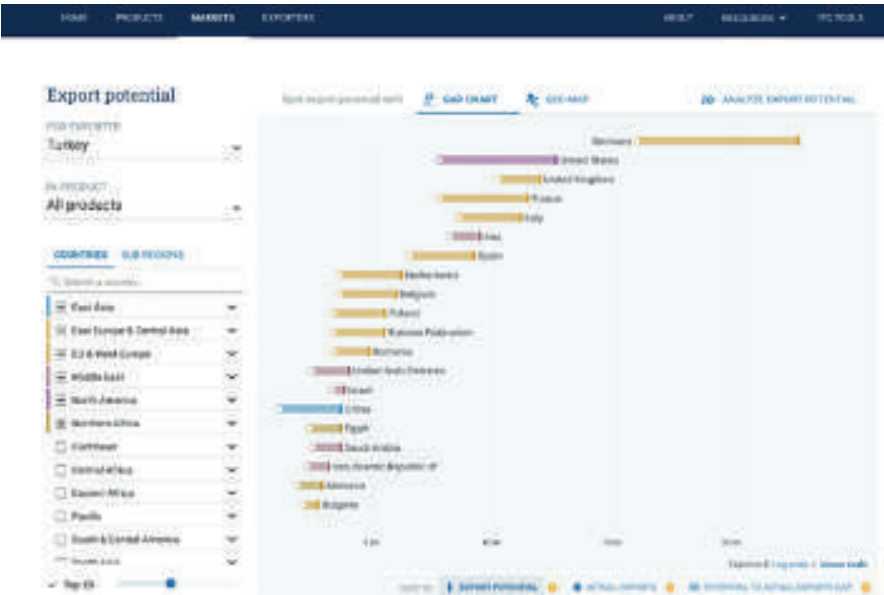 HOME PRODUCTS MARKETS EXPORTERS ABOUT RESOURCES ITC TOOLS
Export potential
GAP CHART GEO MAP ANALYZE EXPORT POTENTIAL
FOR EXPORTER
Turkey
IN PRODUCT
All products
COUNTRIES SUB REGIONS
Search a country
East Asia
East Europe & Central Asia
EU & West Europe
Middle East
North America
Northern Africa
Caribbean
Central Africa
Eastern Africa
Pacific
South & Central America
Top 20
Germany
United States
United Kingdom
France
Italy
Iraq
Spain
Netherlands
Belgium
Poland
Russian Federation
Romania
United Arab Emirates
Israel
China
Egypt
Saudi Arabia
Iran, Islamic Republic of
Morocco
Bulgaria
EXPORT POTENTIAL ACTUAL EXPORTS